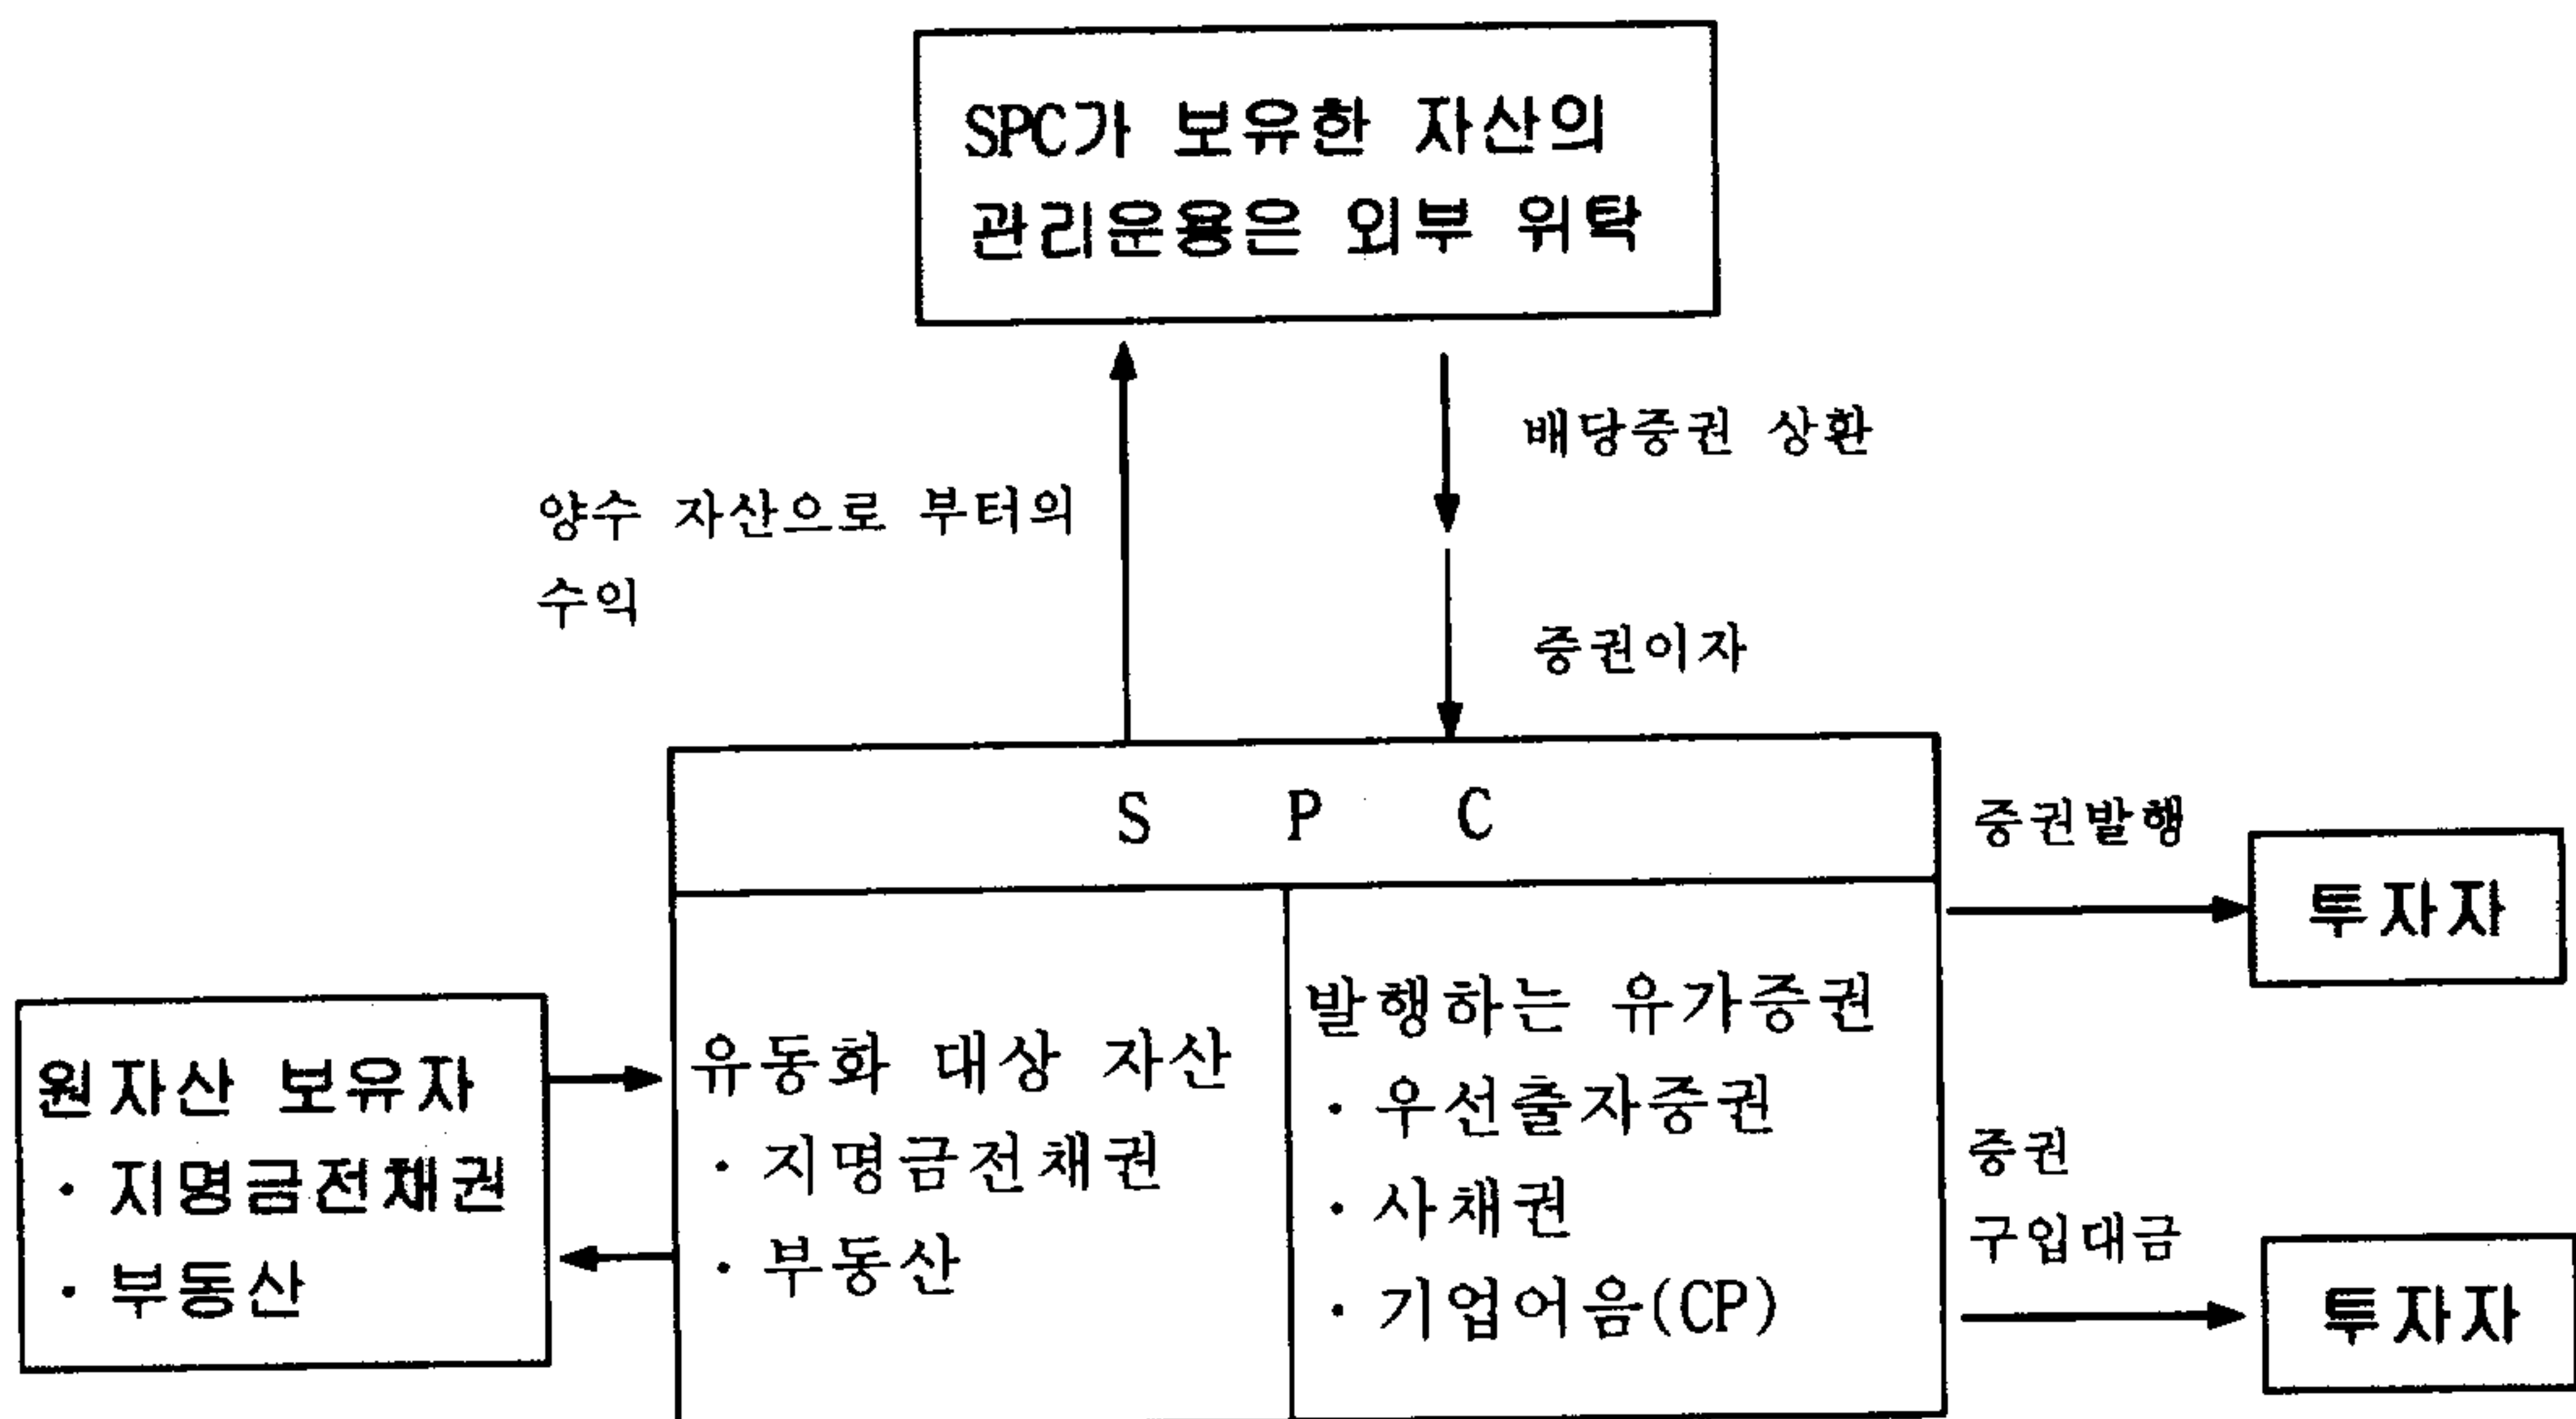 SPC가 보유한 자산의
관리운용은 외부 위탁
배당증권 상환
양수 자산으로 부터의
수익
증권이자
S P C
증권발행
투자자
원자산 보유자
· 지명금전채권
· 부동산
유동화 대상 자산
· 지명금전채권
· 부동산
발행하는 유가증권
· 우선출자증권
· 사채권
· 기업어음(CP)
증권
구입대금
투자자